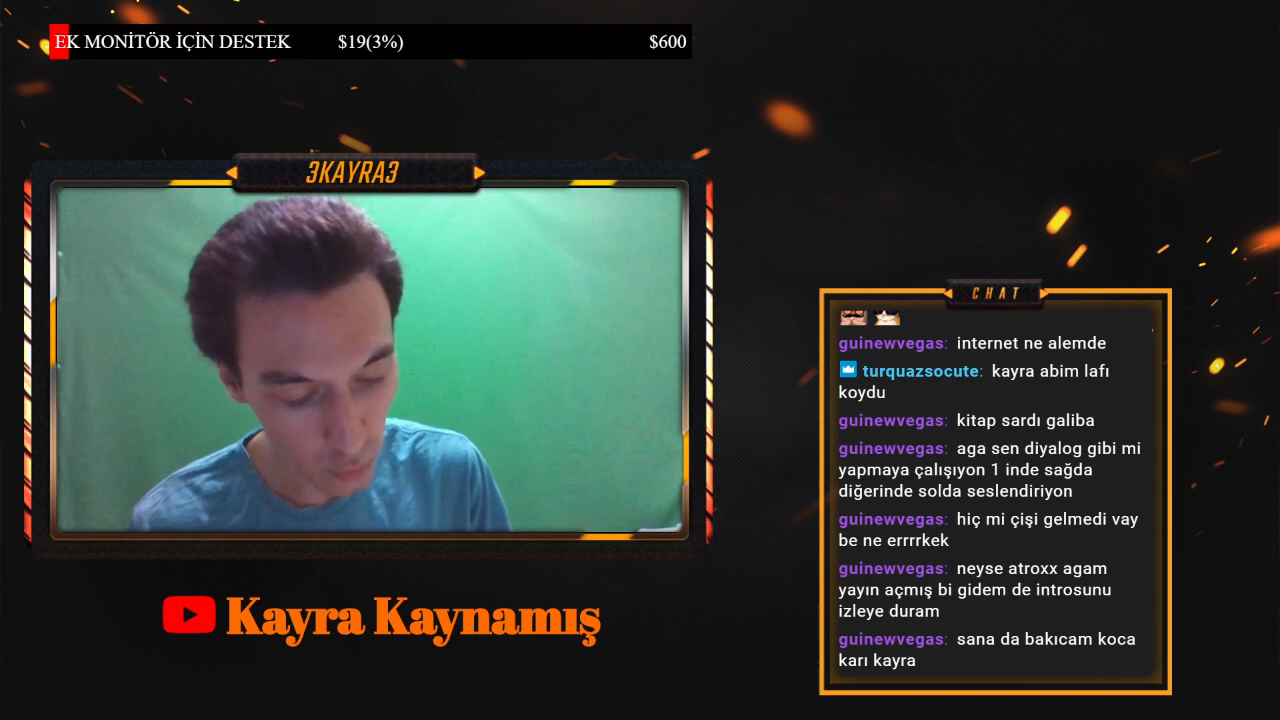 EK MONİTÖR İÇİN DESTEK $19(3%) $600
3KAYRA3
CHAT
guinewvegas: internet ne alemde
turquazsocute: kayra abim lafı
koydu
guinewvegas: kitap sardı galiba
guinewvegas: aga sen diyalog gibi mi
yapmaya çalışıyon 1 inde sağda
diğerinde solda seslendiriyon
guinewvegas: hiç mi çişi gelmedi vay
be ne errrrkek
guinewvegas: neyse atroxx agam
yayın açmış bi gidem de introsunu
izleye duram
guinewvegas: sana da bakıcam koca
karı kayra
Kayra Kaynamış